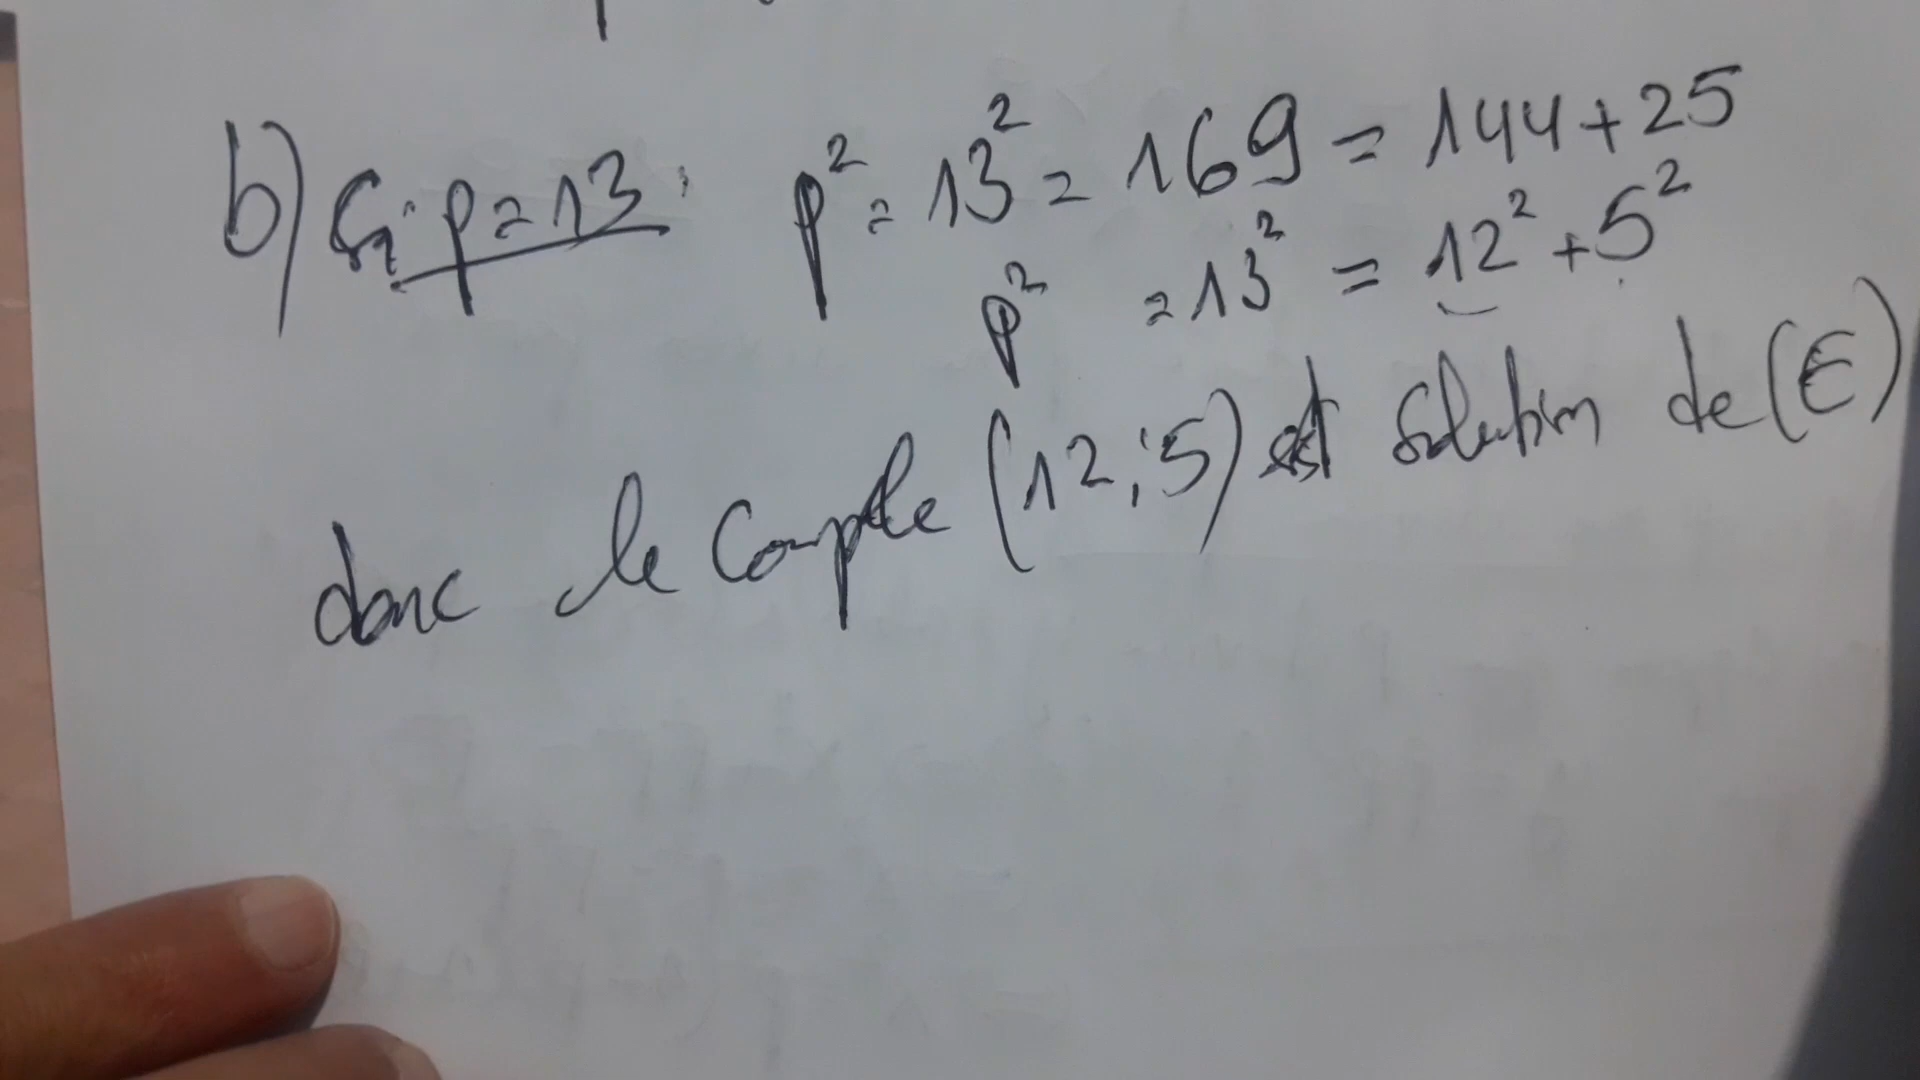 b) Si p=13: p² = 13² = 169 = 144+25
p² = 13² = 12² + 5²
donc le couple (12;5) est solution de (E)